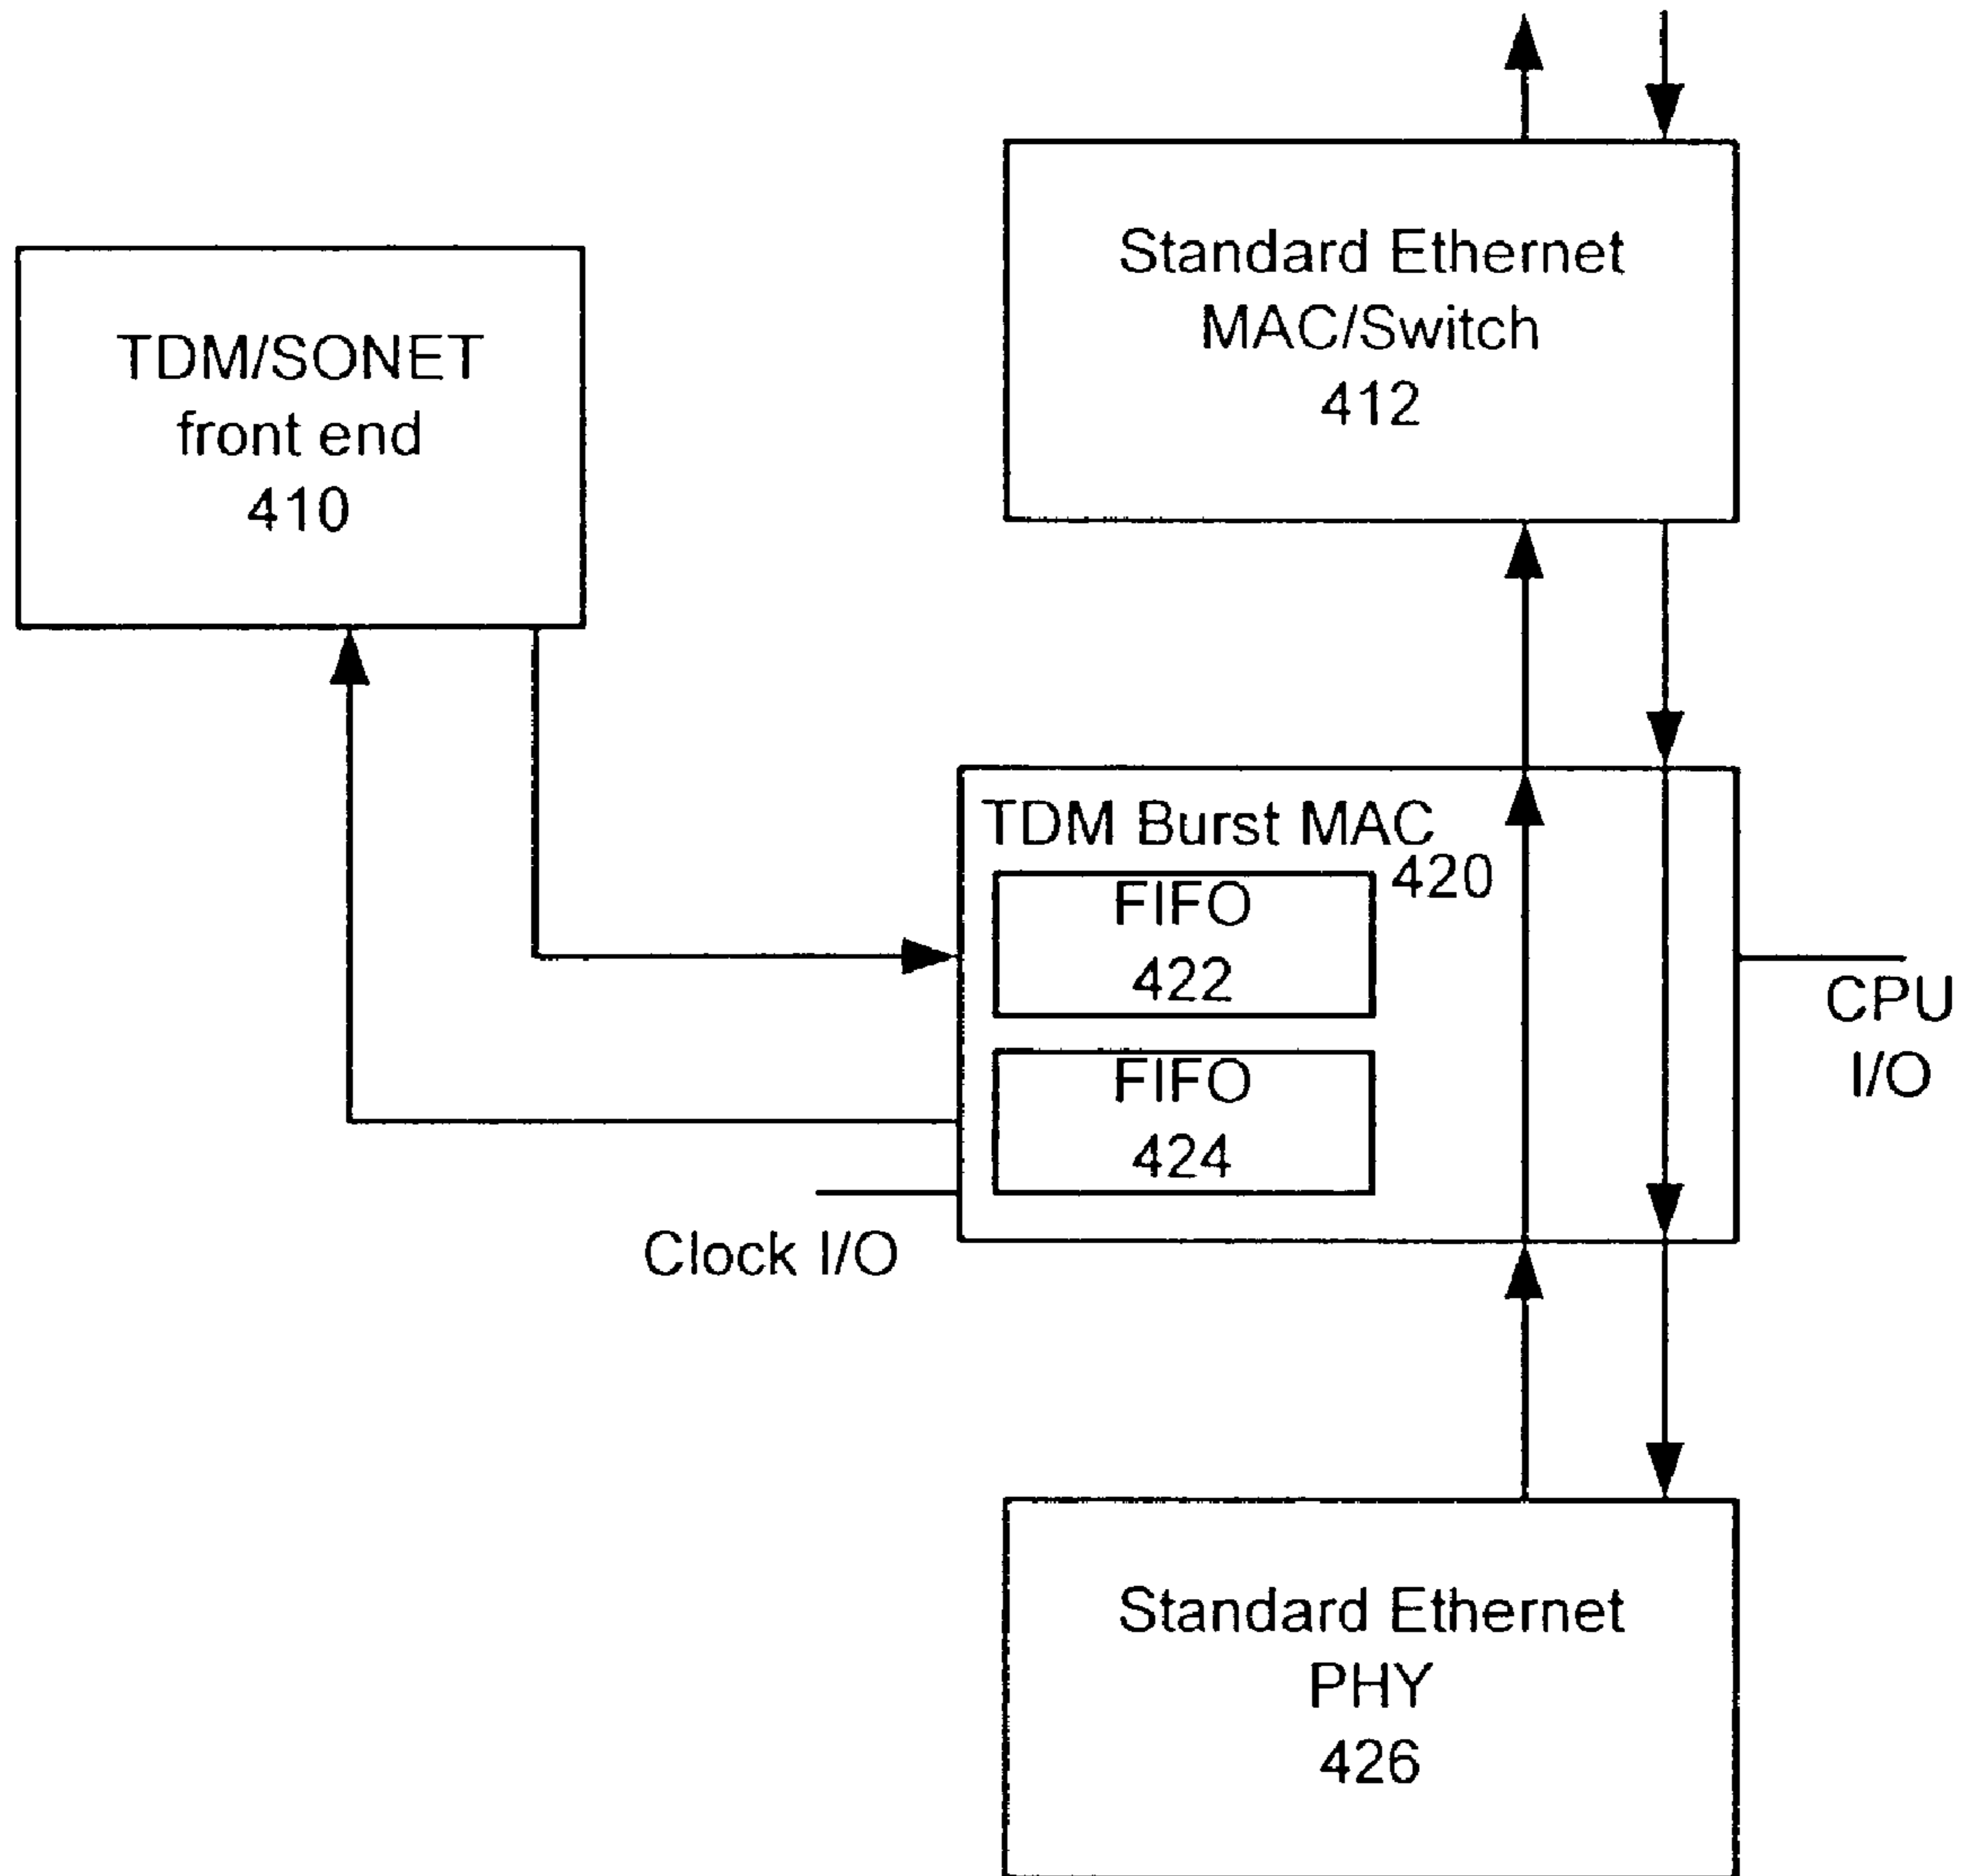 Standard Ethernet
MAC/Switch
412
TDM/SONET
front end
410
TDM Burst MAC
420
FIFO
422
FIFO
424
CPU
I/O
Clock I/O
Standard Ethernet
PHY
426